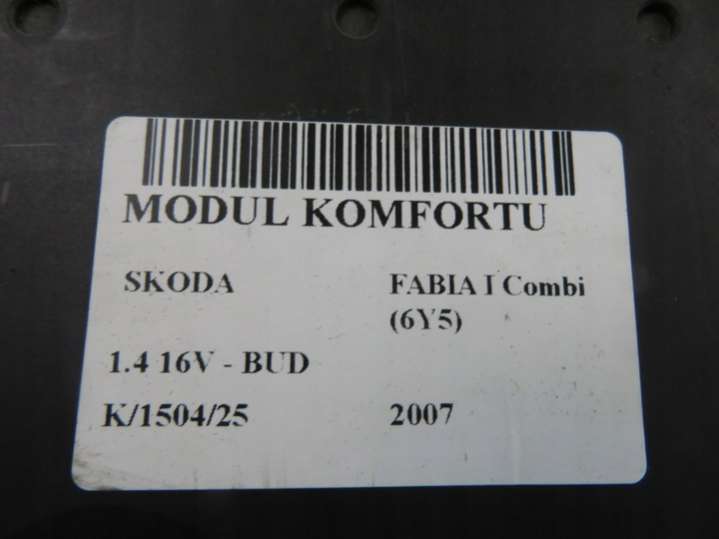 MODUL KOMFORTU
SKODA FABIA I Combi
(6Y5)
1.4 16V - BUD
K/1504/25 2007